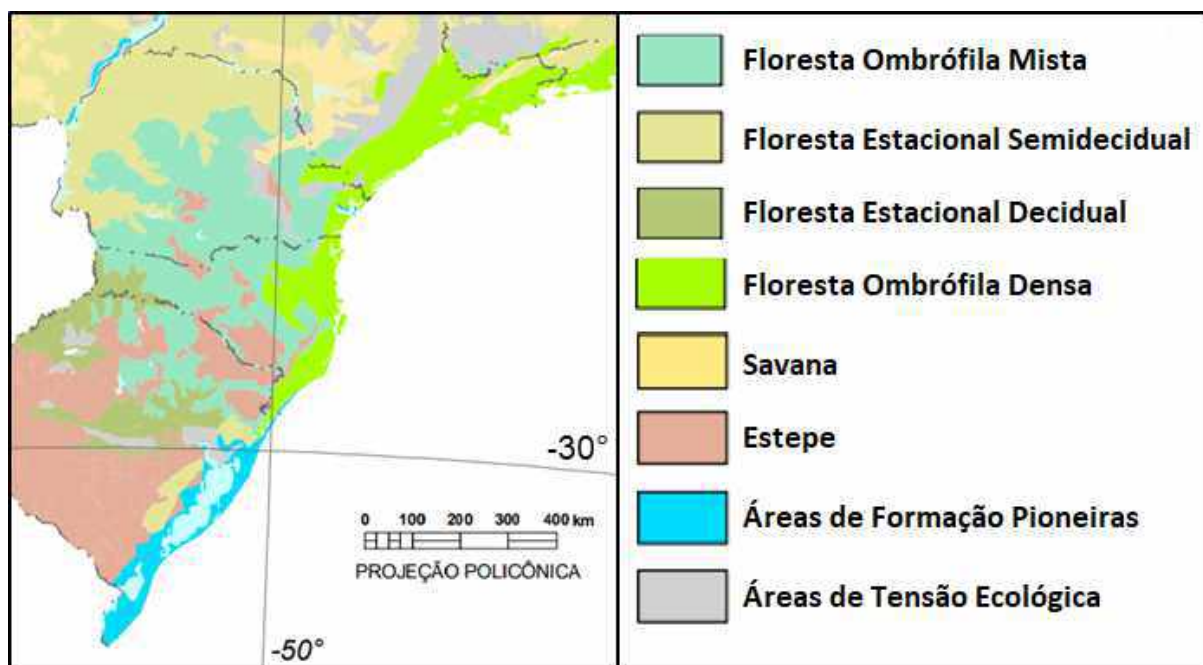 -30°
0 100 200 300 400 km
PROJEÇÃO POLICÔNICA
-50°
Floresta Ombrófila Mista
Floresta Estacional Semidecidual
Floresta Estacional Decidual
Floresta Ombrófila Densa
Savana
Estepe
Áreas de Formação Pioneiras
Áreas de Tensão Ecológica